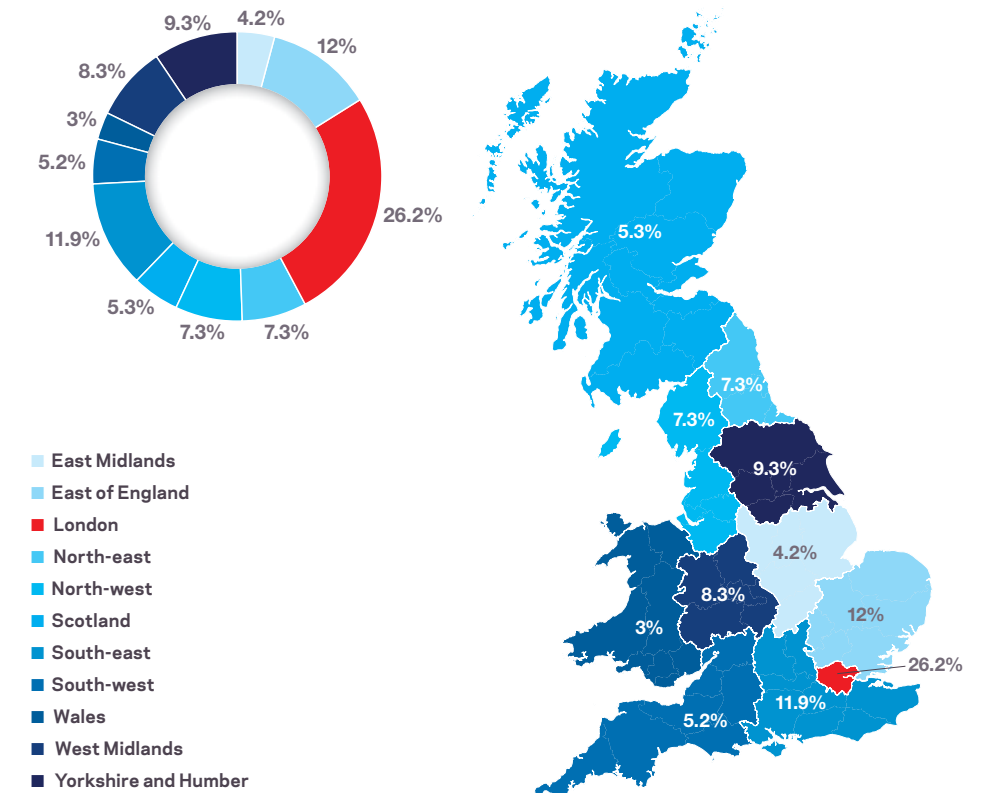 9.3%
4.2%
12%
8.3%
3%
5.2%
26.2%
11.9%
5.3%
7.3%
7.3%
East Midlands
East of England
London
North-east
North-west
Scotland
South-east
South-west
Wales
West Midlands
Yorkshire and Humber
5.3%
7.3%
7.3%
9.3%
4.2%
8.3%
12%
3%
26.2%
11.9%
5.2%